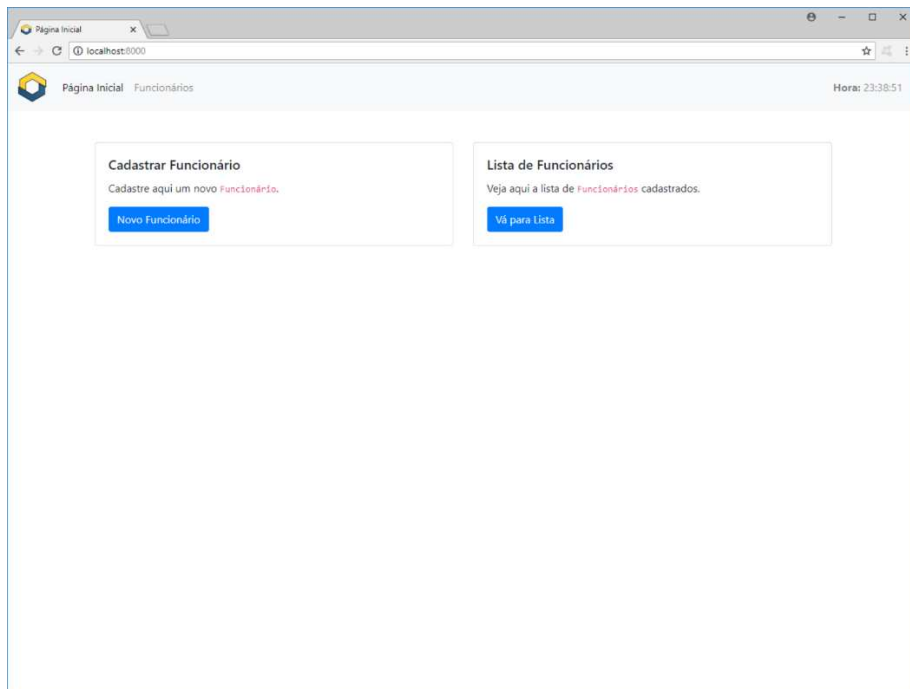 Página Inicial
localhost:8000
Página Inicial Funcionários Hora: 23:38:51
Cadastrar Funcionário
Cadastre aqui um novo Funcionário.
Novo Funcionário
Lista de Funcionários
Veja aqui a lista de Funcionários cadastrados.
Vá para Lista